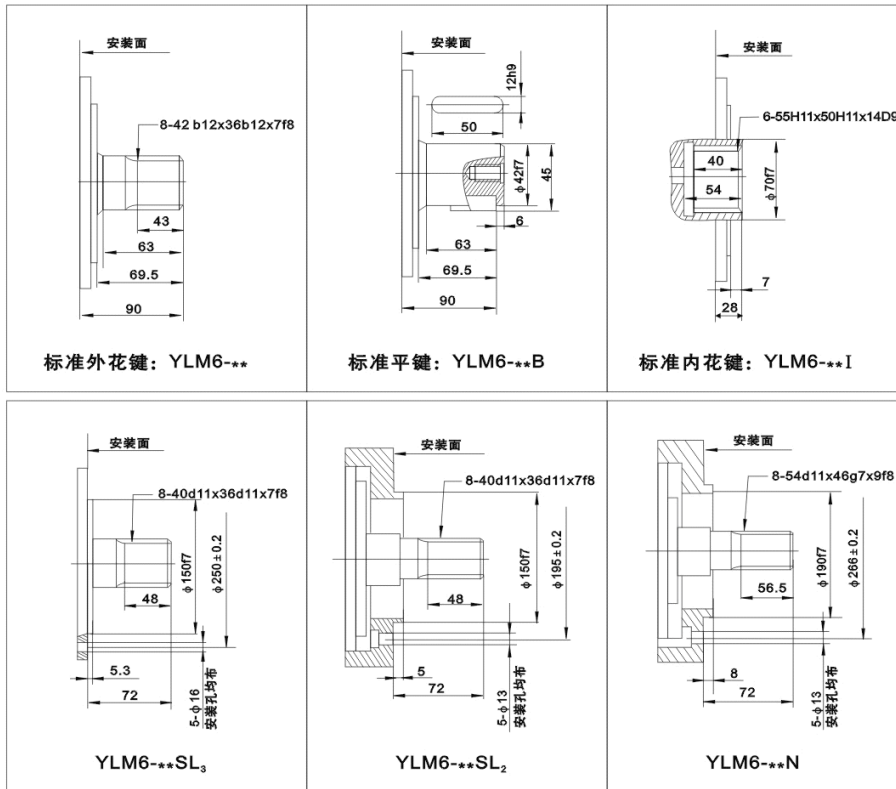 安装面
8-42 b12x36b12x7f8
43
63
69.5
90
标准外花键: YLM6-**
安装面
12h9
50
φ42f7
45
6
63
69.5
90
标准平键: YLM6-**B
安装面
6-55H11x50H11x14D9
40
54
φ70f7
7
28
标准内花键: YLM6-**I
安装面
8-40d11x36d11x7f8
φ150f7
φ250±0.2
48
5.3
72
5-φ16
安装孔均布
YLM6-**SL₃
安装面
8-40d11x36d11x7f8
φ150f7
φ195±0.2
48
5
72
5-φ13
安装孔均布
YLM6-**SL₂
安装面
8-54d11x46g7x9f8
φ190f7
φ266±0.2
56.5
8
72
5-φ13
安装孔均布
YLM6-**N